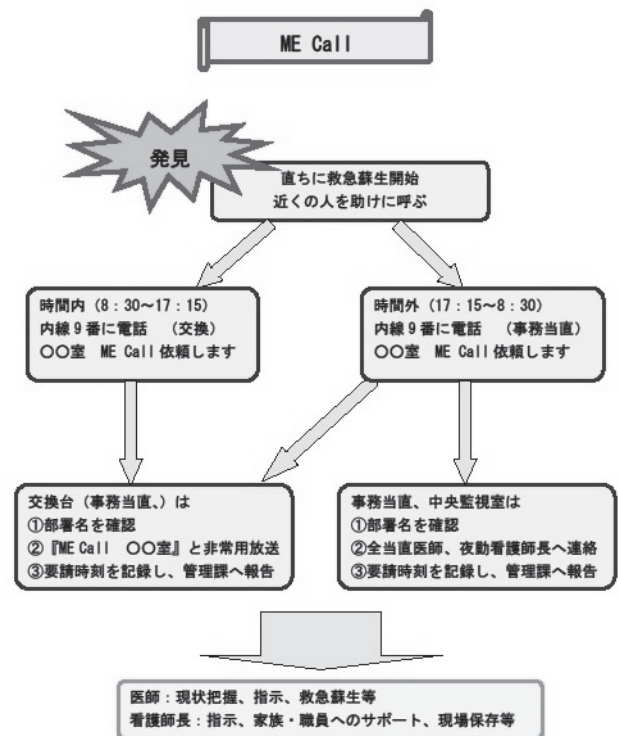 ME Call
発見
直ちに救急蘇生開始
近くの人を助けに呼ぶ
時間内（8：30～17：15）
内線9番に電話　（交換）
〇〇室　ME Call 依頼します
時間外（17：15～8：30）
内線9番に電話　（事務当直）
〇〇室　ME Call 依頼します
交換台（事務当直、）は
①部署名を確認
②『ME Call　〇〇室』と非常用放送
③要請時刻を記録し、管理課へ報告
事務当直、中央監視室は
①部署名を確認
②全当直医師、夜勤看護師長へ連絡
③要請時刻を記録し、管理課へ報告
医師：現状把握、指示、救急蘇生等
看護師長：指示、家族・職員へのサポート、現場保存等